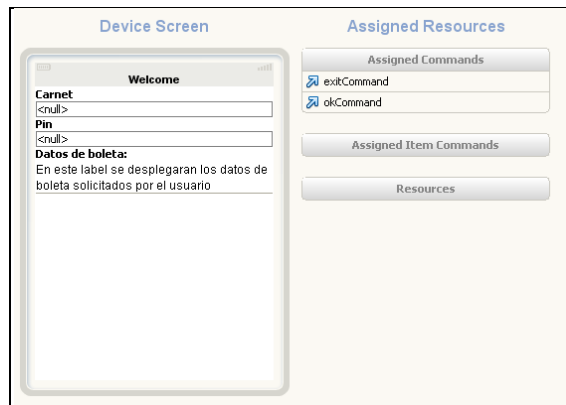 Device Screen
Welcome
Carnet
<null>
Pin
<null>
Datos de boleta:
En este label se desplegaran los datos de
boleta solicitados por el usuario
Assigned Resources
Assigned Commands
exitCommand
okCommand
Assigned Item Commands
Resources